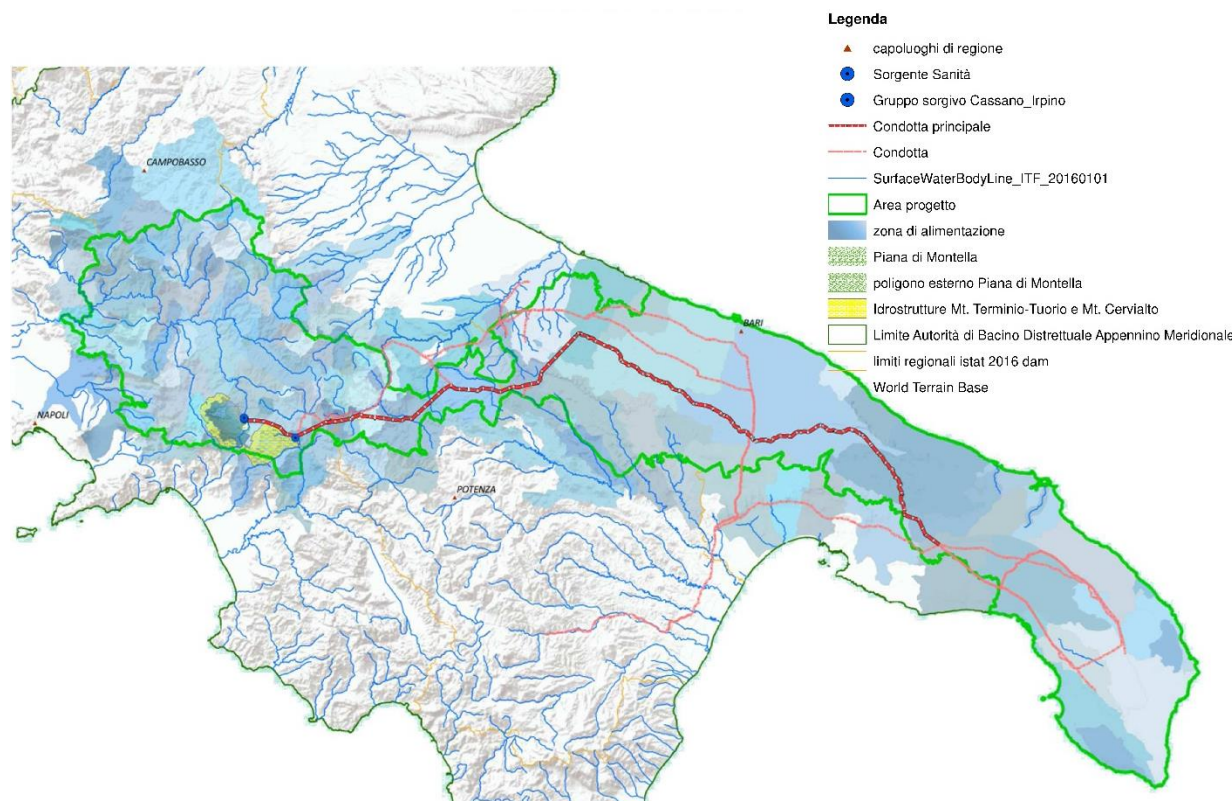 Legenda
capoluoghi di regione
Sorgente Sanità
Gruppo sorgivo Cassano_Irpino
Condotta principale
Condotta
SurfaceWaterBodyLine_ITF_20160101
Area progetto
zona di alimentazione
Piana di Montella
poligono esterno Piana di Montella
Idrostrutture Mt. Terminio-Tuorio e Mt. Cervialto
Limite Autorità di Bacino Distrettuale Appennino Meridionale
limiti regionali istat 2016 dam
World Terrain Base
CAMPOBASSO
BARI
NAPOLI
POTENZA